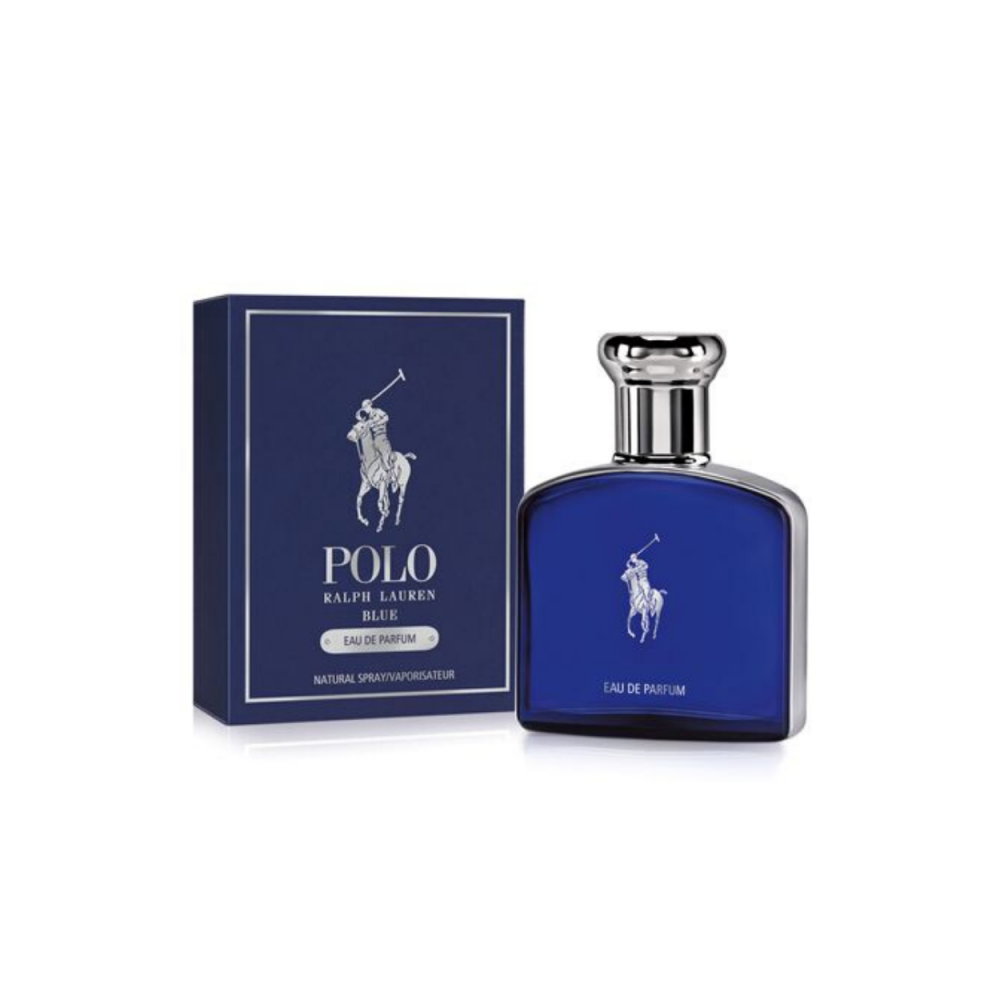 POLO
RALPH LAUREN
BLUE
EAU DE PARFUM
NATURAL SPRAY/VAPORISATEUR
EAU DE PARFUM